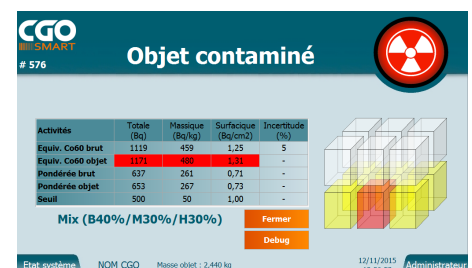 CGO
SMART
# 576
Objet contaminé
Activités Totale (Bq) Massique (Bq/kg) Surfacique (Bq/cm2) Incertitude (%)
Equiv. Co60 brut 1119 459 1,25 5
Equiv. Co60 objet 1171 480 1,31 -
Pondérée brut 637 261 0,71 -
Pondérée objet 653 267 0,73 -
Seuil 500 50 1,00 -
Mix (B40%/M30%/H30%)
Fermer
Debug
Etat système NOM CGO Masse objet : 2,440 kg 12/11/2015 Administrateur